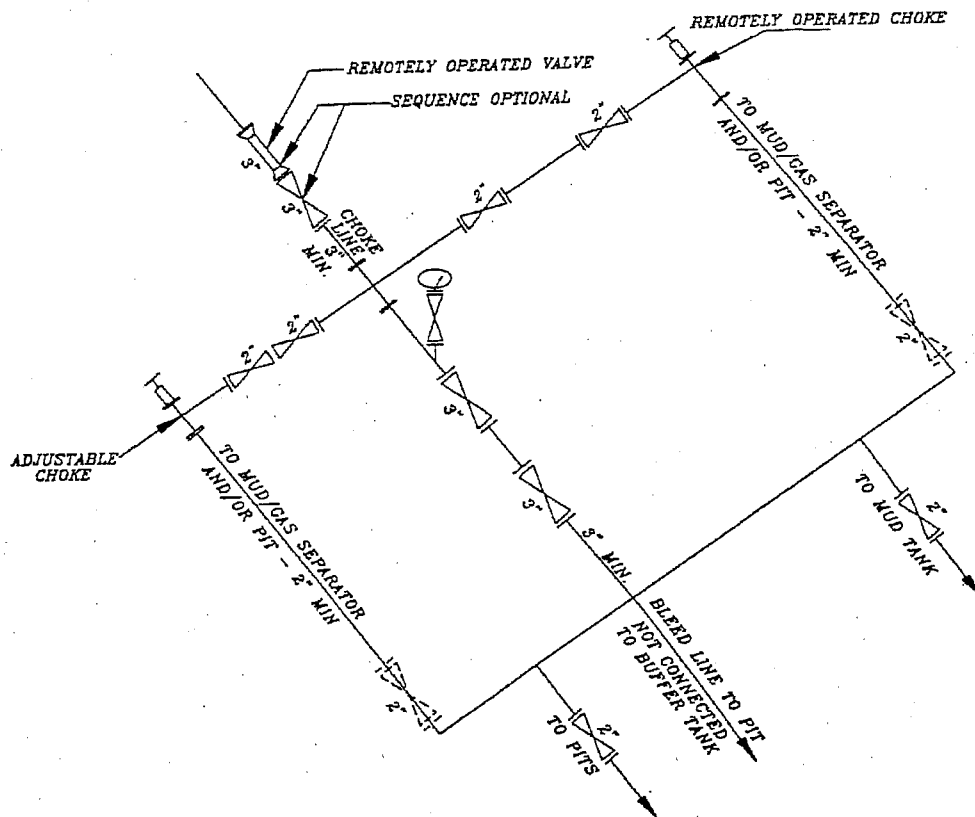 REMOTELY OPERATED CHOKE
REMOTELY OPERATED VALVE
SEQUENCE OPTIONAL
3"
3"
CHOKE
LINE
3"
MIN.
2"
2"
2"
2"
TO MUD/GAS SEPARATOR
AND/OR PIT - 2" MIN
2"
ADJUSTABLE
CHOKE
TO MUD/GAS SEPARATOR
AND/OR PIT - 2" MIN
2"
3"
3"
3" MIN.
BLEED LINE TO PIT
NOT CONNECTED
TO BUFFER TANK
2"
TO MUD TANK
2"
TO PITS